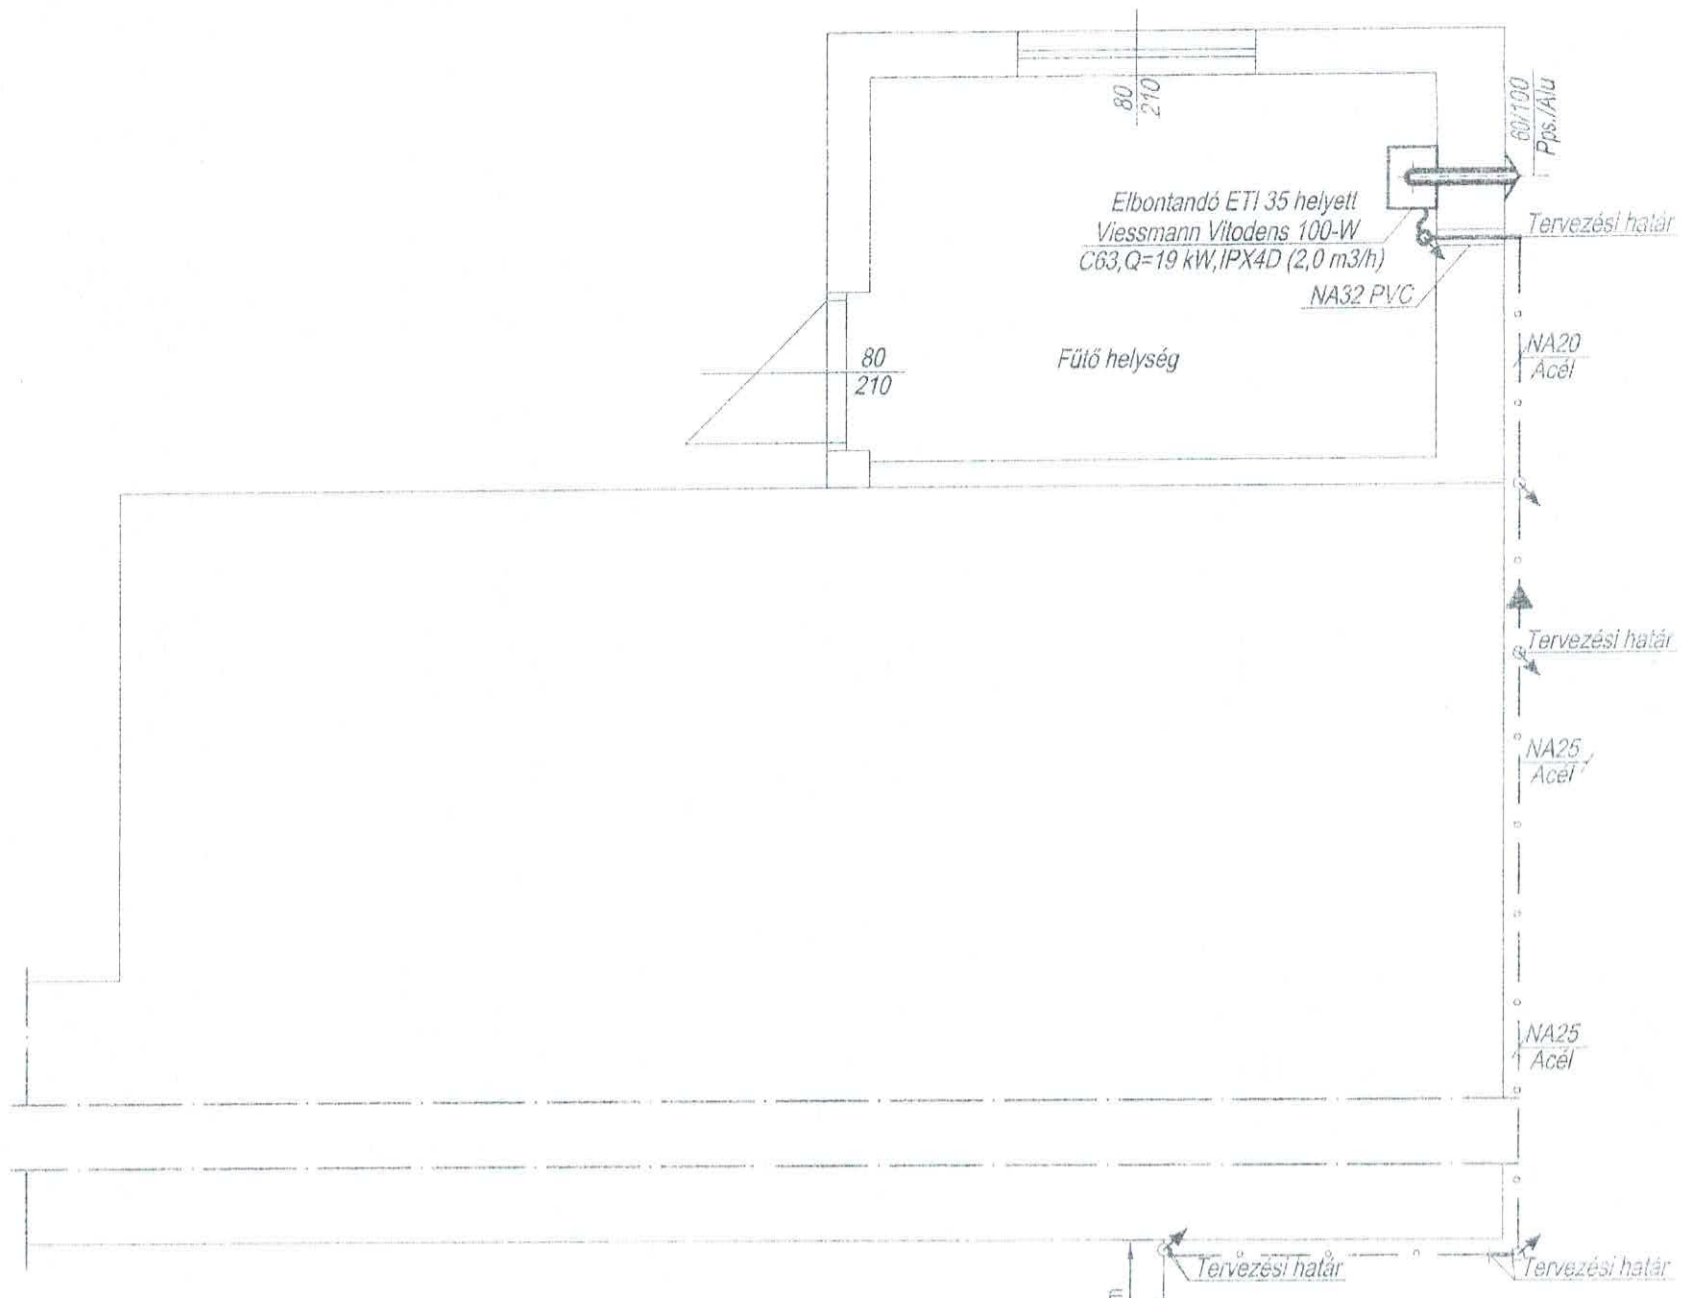 80
210
60/100
Pps./Alu
Elbontandó ETI 35 helyett
Viessmann Vitodens 100-W
C63,Q=19 kW,IPX4D (2,0 m3/h)
NA32 PVC
Tervezési határ
NA20
Acél
80
210
Fűtő helység
Tervezési határ
NA25
Acél
NA25
Acél
Tervezési határ
Tervezési határ